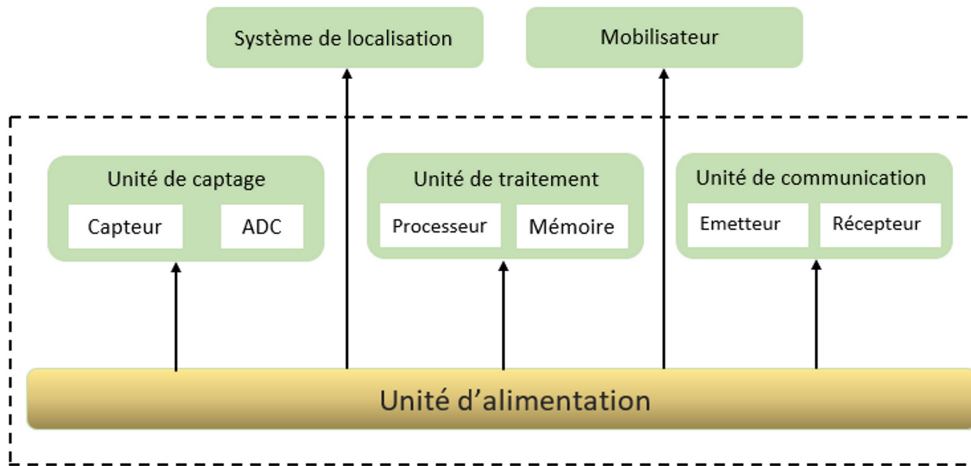 Système de localisation
Mobilisateur
Unité de captage
Capteur
ADC
Unité de traitement
Processeur
Mémoire
Unité de communication
Emetteur
Récepteur
Unité d’alimentation